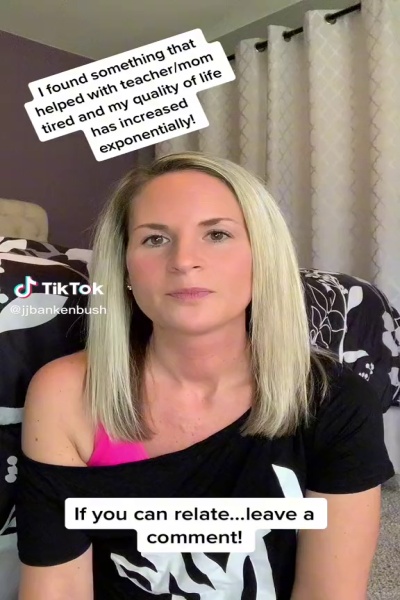 I found something that
helped with teacher/mom
tired and my quality of life
has increased
exponentially!
TikTok
@jjbankenbush
If you can relate...leave a
comment!